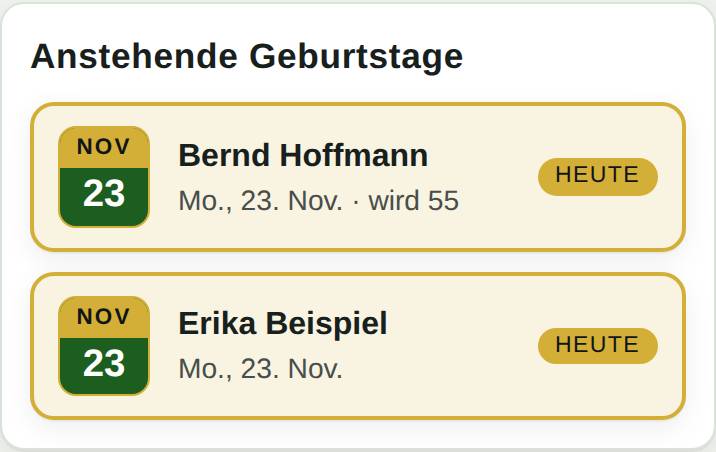 Anstehende Geburtstage
NOV
23
Bernd Hoffmann
Mo., 23. Nov. · wird 55
HEUTE
NOV
23
Erika Beispiel
Mo., 23. Nov.
HEUTE